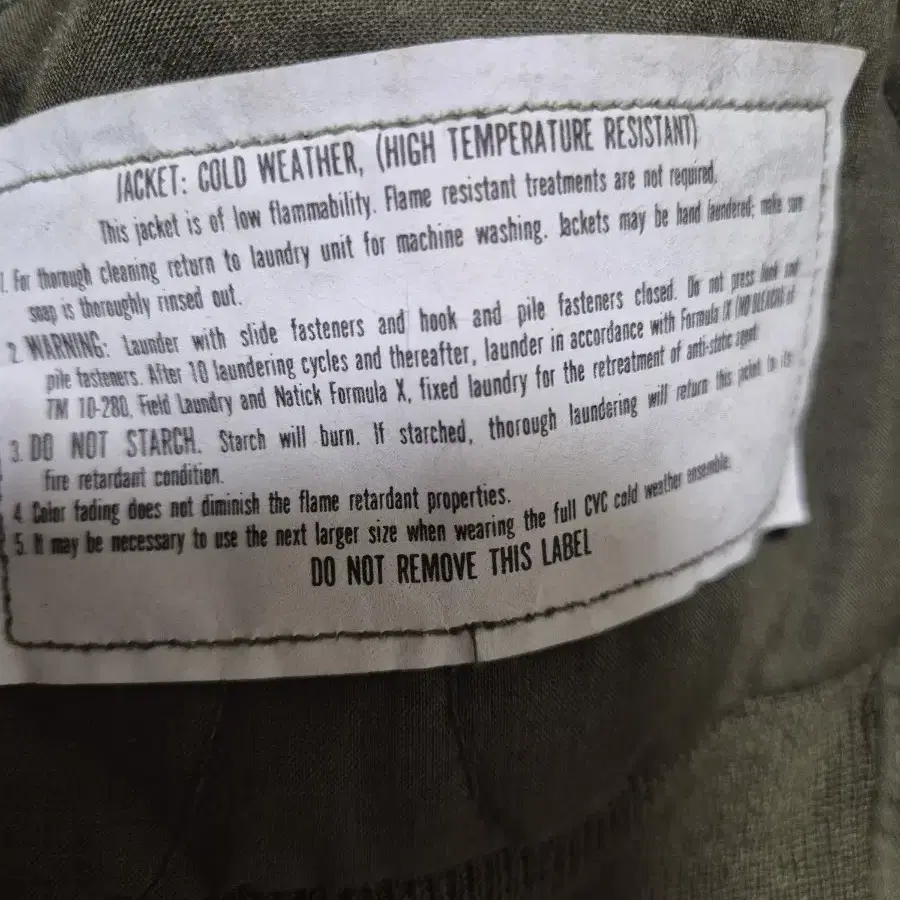 JACKET: COLD WEATHER, (HIGH TEMPERATURE RESISTANT)
This jacket is of low flammability. Flame resistant treatments are not required.
1. For thorough cleaning return to laundry unit for machine washing. Jackets may be hand laundered; make sure
soap is thoroughly rinsed out.
2. WARNING: Launder with slide fasteners and hook and pile fasteners closed. Do not press hook and
pile fasteners. After 10 laundering cycles and thereafter, launder in accordance with Formula IX (NO BLEACH) of
TM 10-280, Field Laundry and Natick Formula X, fixed laundry for the retreatment of anti-static agent.
3. DO NOT STARCH. Starch will burn. If starched, thorough laundering will return this jacket to its
fire retardant condition.
4. Color fading does not diminish the flame retardant properties.
5. It may be necessary to use the next larger size when wearing the full CVC cold weather ensemble.
DO NOT REMOVE THIS LABEL